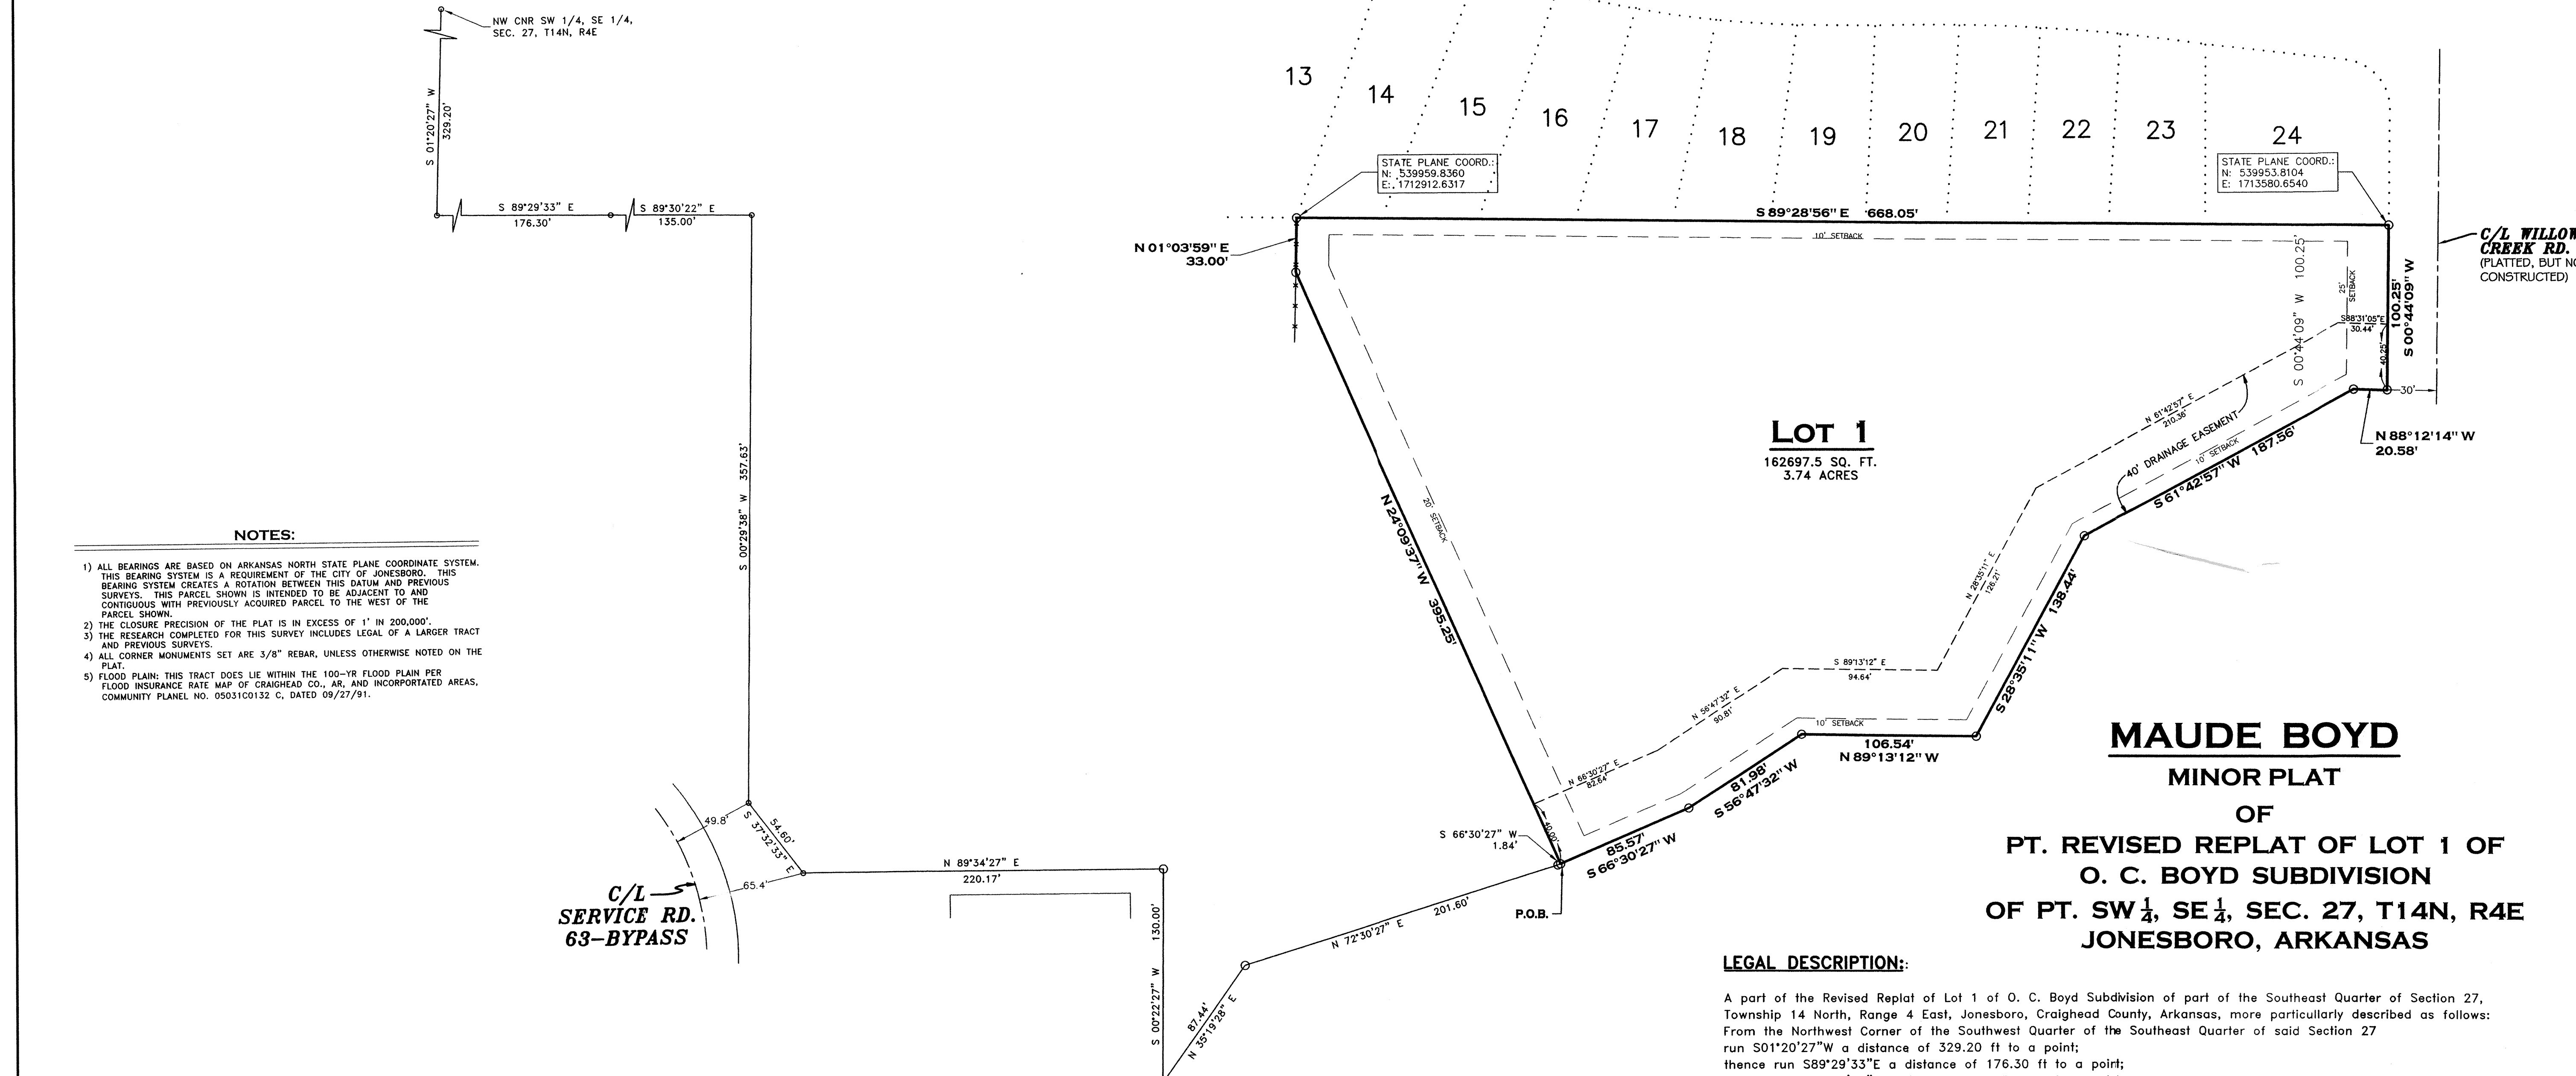 NW CNR SW 1/4, SE 1/4,
SEC. 27, T14N, R4E
S 01°20'27" W
329.20'
S 89°29'33" E
176.30'
S 89°30'22" E
135.00'
S 00°29'38" W 357.63'
49.8'
54.60'
S 37°32'33" E
65.4'
C/L
SERVICE RD.
63-BYPASS
N 89°34'27" E
220.17'
S 00°22'27" W 130.00'
87.44'
N 35°19'28" E
N 72°30'27" E 201.60'
S 66°30'27" W
1.84'
P.O.B.
13
14
15
16
17
18
19
20
21
22
23
24
STATE PLANE COORD.:
N: 539959.8360
E: 1712912.6317
STATE PLANE COORD.:
N: 539953.8104
E: 1713580.6540
N 01°03'59" E
33.00'
S 89°28'56" E 668.05'
10' SETBACK
C/L WILLOW
CREEK RD.
(PLATTED, BUT
CONSTRUCTED)
S 00°44'09" W 100.25'
25'
SETBACK
100.25'
S 00°44'09" W
S88°31'05"E
30.44'
40.25'
30'
N 88°12'14" W
20.58'
LOT 1
162697.5 SQ. FT.
3.74 ACRES
N 61°42'57" E
210.36'
40' DRAINAGE EASEMENT
10' SETBACK
S 61°42'57" W 187.56'
N 24°09'37" W 395.25'
20' SETBACK
N 28°35'11" E
126.21'
S 28°35'11" W 138.44'
S 89°13'12" E
94.64'
N 56°47'32" E
90.81'
10' SETBACK
106.54'
N 89°13'12" W
N 66°30'27" E
82.64'
81.98'
S 56°47'32" W
40.00'
85.57'
S 66°30'27" W
NOTES:
1) ALL BEARINGS ARE BASED ON ARKANSAS NORTH STATE PLANE COORDINATE SYSTEM.
THIS BEARING SYSTEM IS A REQUIREMENT OF THE CITY OF JONESBORO. THIS
BEARING SYSTEM CREATES A ROTATION BETWEEN THIS DATUM AND PREVIOUS
SURVEYS. THIS PARCEL SHOWN IS INTENDED TO BE ADJACENT TO AND
CONTIGUOUS WITH PREVIOUSLY ACQUIRED PARCEL TO THE WEST OF THE
PARCEL SHOWN.
2) THE CLOSURE PRECISION OF THE PLAT IS IN EXCESS OF 1' IN 200,000'.
3) THE RESEARCH COMPLETED FOR THIS SURVEY INCLUDES LEGAL OF A LARGER TRACT
AND PREVIOUS SURVEYS.
4) ALL CORNER MONUMENTS SET ARE 3/8" REBAR, UNLESS OTHERWISE NOTED ON THE
PLAT.
5) FLOOD PLAIN: THIS TRACT DOES LIE WITHIN THE 100-YR FLOOD PLAIN PER
FLOOD INSURANCE RATE MAP OF CRAIGHEAD CO., AR, AND INCORPORTATED AREAS,
COMMUNITY PLANEL NO. 05031C0132 C, DATED 09/27/91.
MAUDE BOYD
MINOR PLAT
OF
PT. REVISED REPLAT OF LOT 1 OF
O. C. BOYD SUBDIVISION
OF PT. SW 1/4, SE 1/4, SEC. 27, T14N, R4E
JONESBORO, ARKANSAS
LEGAL DESCRIPTION::
A part of the Revised Replat of Lot 1 of O. C. Boyd Subdivision of part of the Southeast Quarter of Section 27,
Township 14 North, Range 4 East, Jonesboro, Craighead County, Arkansas, more particullarly described as follows:
From the Northwest Corner of the Southwest Quarter of the Southeast Quarter of said Section 27
run S01°20'27"W a distance of 329.20 ft to a point;
thence run S89°29'33"E a distance of 176.30 ft to a point;